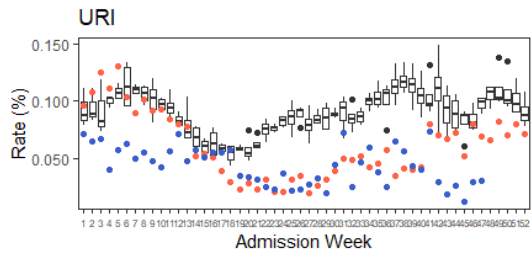 URI
0.150
0.100
0.050
Rate (%)
1 2 3 4 5 6 7 8 9 10 11 12 13 14 15 16 17 18 19 20 21 22 23 24 25 26 27 28 29 30 31 32 33 34 35 36 37 38 39 40 41 42 43 44 45 46 47 48 49 50 51 52
Admission Week